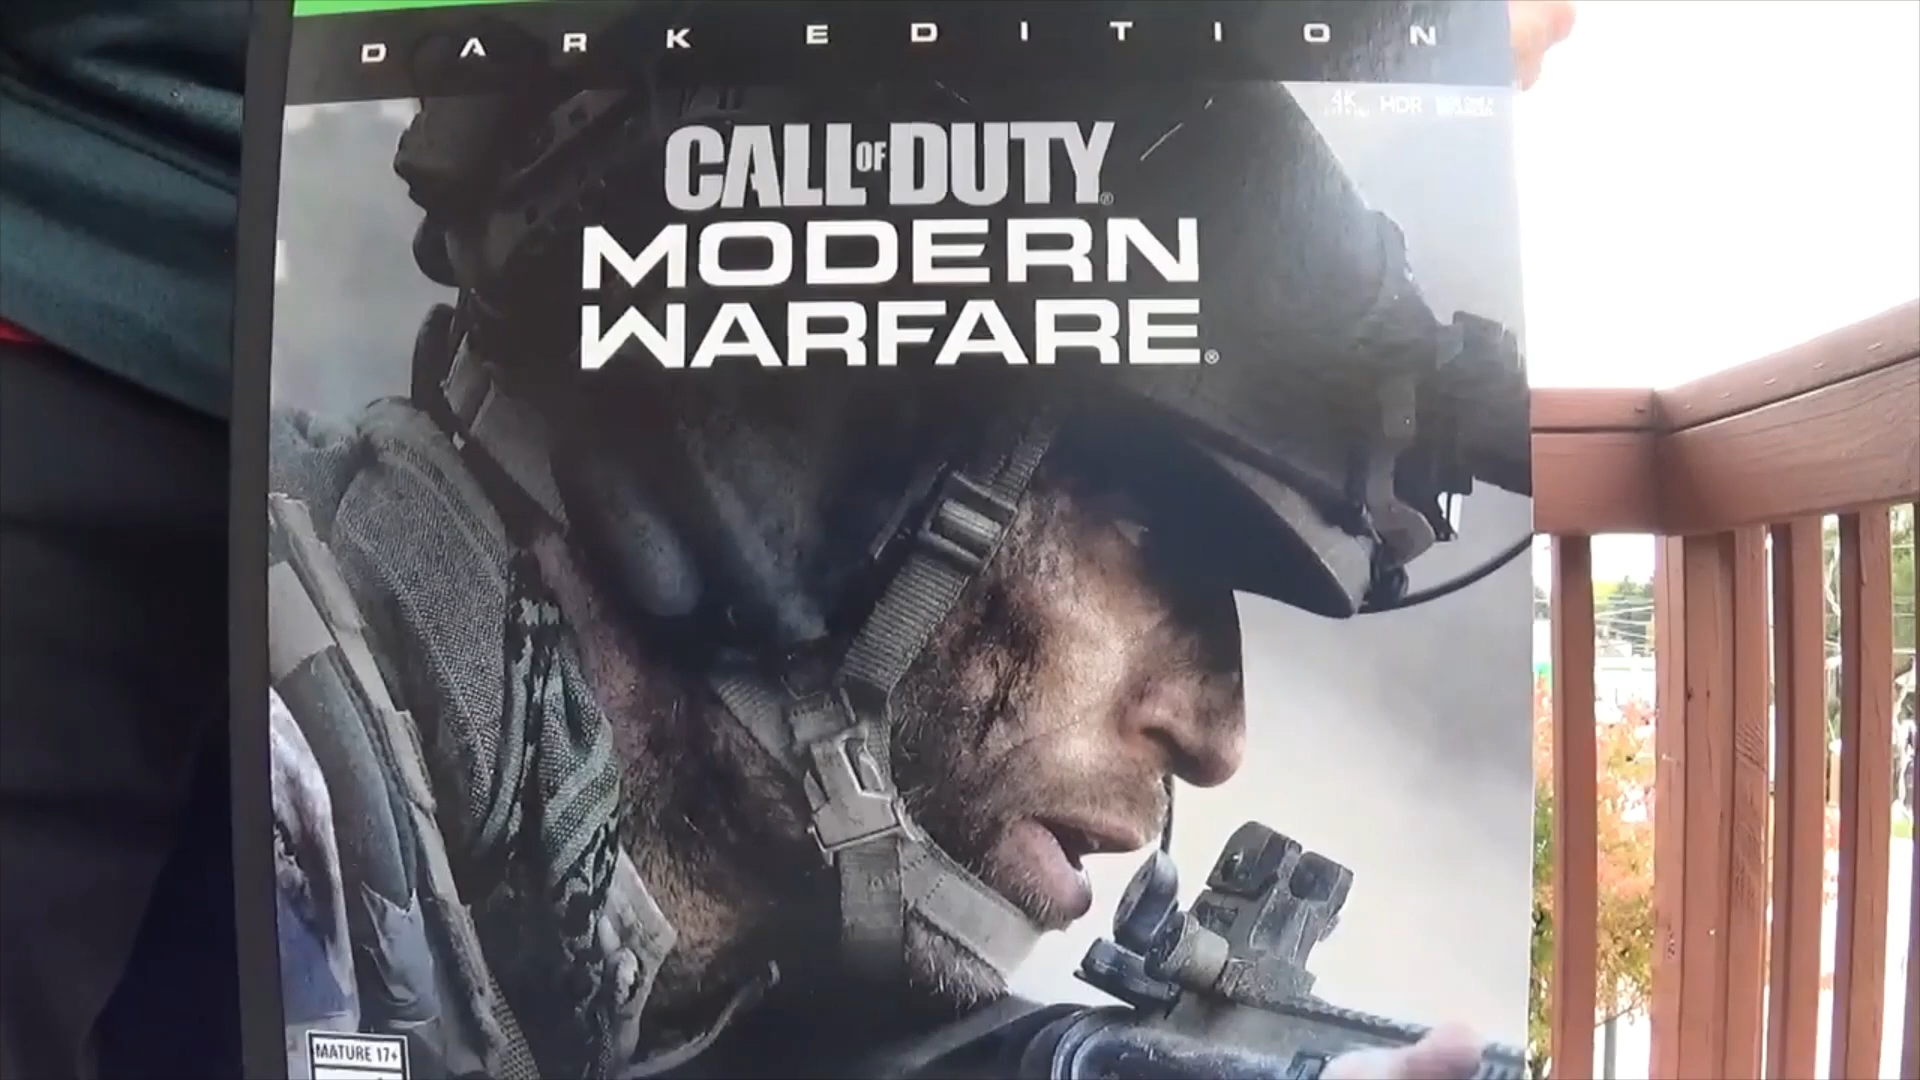 DARK EDITION
4K HDR
CALL OF DUTY®
MODERN
WARFARE®
MATURE 17+